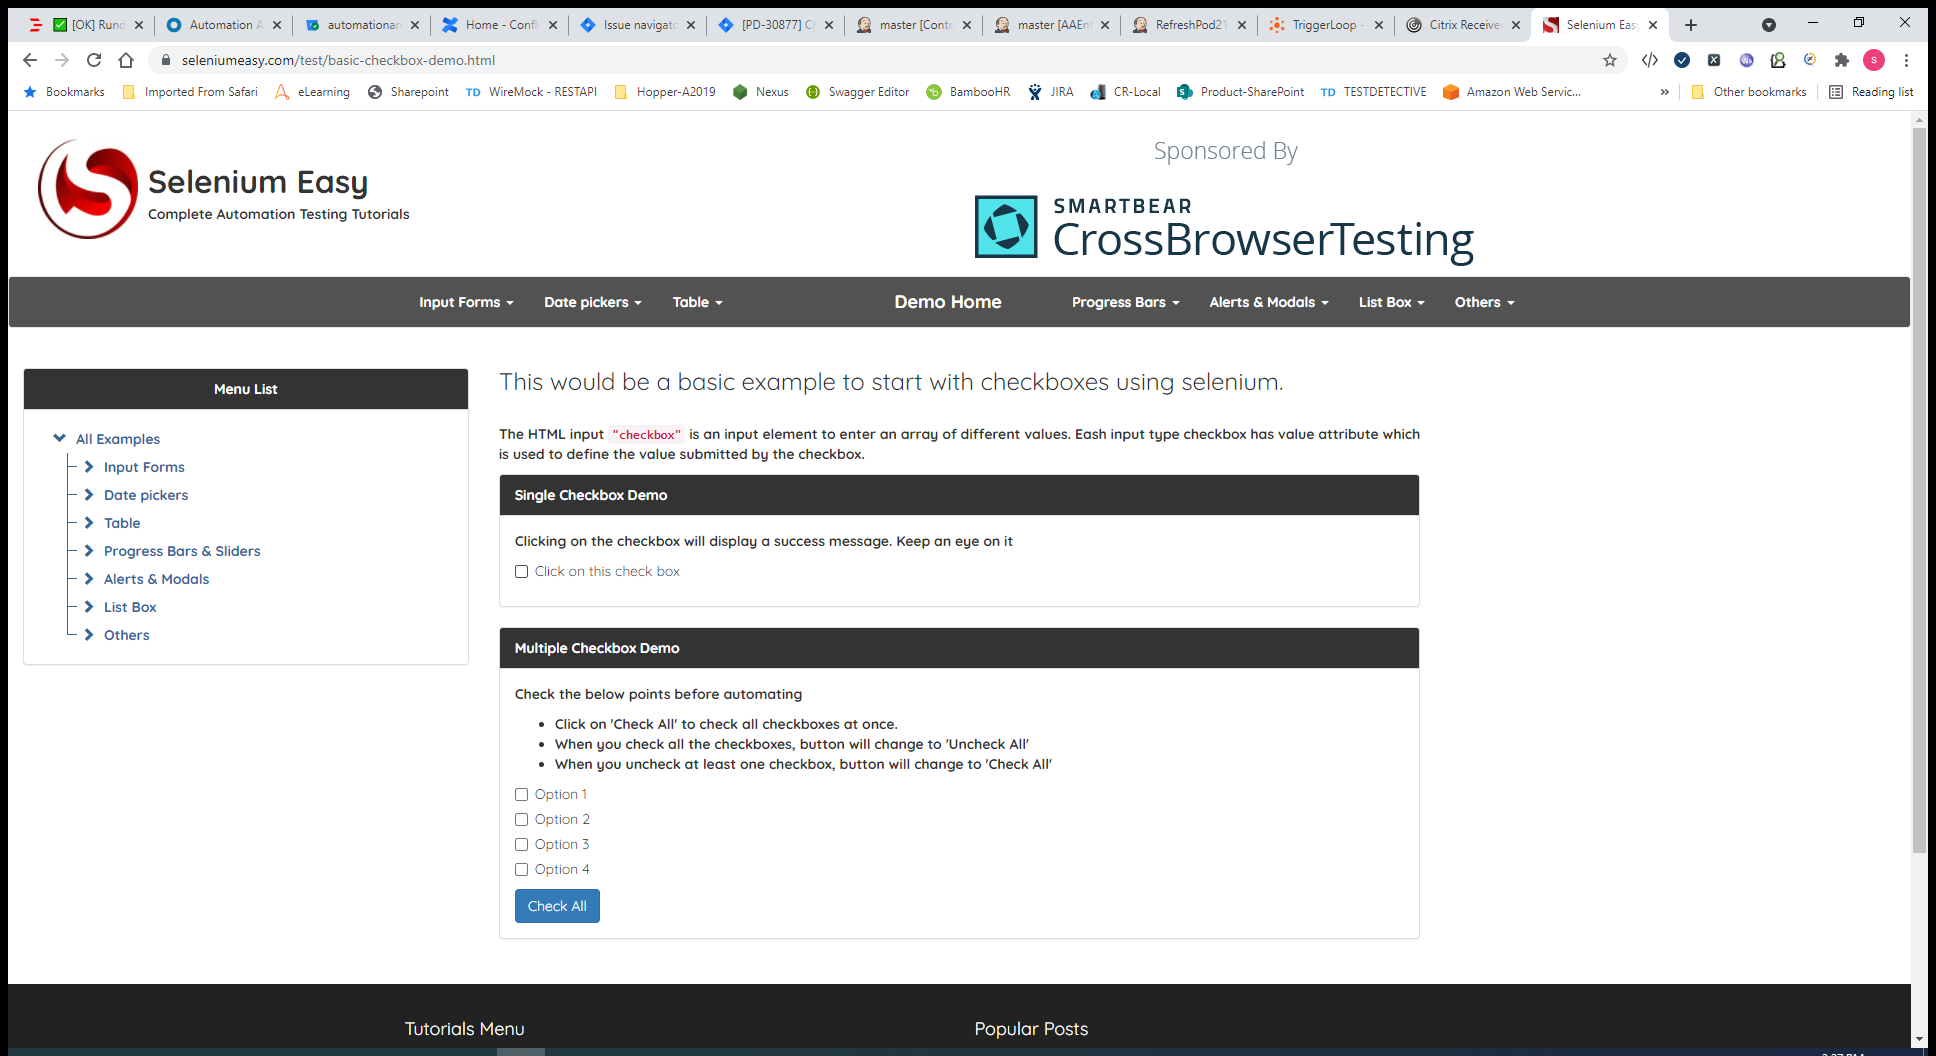 [OK] Rund
Automation A
automationan
Home - Confl
Issue navigato
[PD-30877] Cl
master [Contr
master [AAEnt
RefreshPod21
TriggerLoop -
Citrix Receiver
Selenium Easy
seleniumeasy.com/test/basic-checkbox-demo.html
Bookmarks
Imported From Safari
eLearning
Sharepoint
TD WireMock - RESTAPI
Hopper-A2019
Nexus
Swagger Editor
BambooHR
JIRA
CR-Local
Product-SharePoint
TD TESTDETECTIVE
Amazon Web Servic...
»
Other bookmarks
Reading list
Selenium Easy
Complete Automation Testing Tutorials
Sponsored By
SMARTBEAR
CrossBrowserTesting
Input Forms
Date pickers
Table
Demo Home
Progress Bars
Alerts & Modals
List Box
Others
Menu List
All Examples
Input Forms
Date pickers
Table
Progress Bars & Sliders
Alerts & Modals
List Box
Others
This would be a basic example to start with checkboxes using selenium.
The HTML input "checkbox" is an input element to enter an array of different values. Eash input type checkbox has value attribute which
is used to define the value submitted by the checkbox.
Single Checkbox Demo
Clicking on the checkbox will display a success message. Keep an eye on it
Click on this check box
Multiple Checkbox Demo
Check the below points before automating
• Click on 'Check All' to check all checkboxes at once.
• When you check all the checkboxes, button will change to 'Uncheck All'
• When you uncheck at least one checkbox, button will change to 'Check All'
Option 1
Option 2
Option 3
Option 4
Check All
Tutorials Menu
Popular Posts